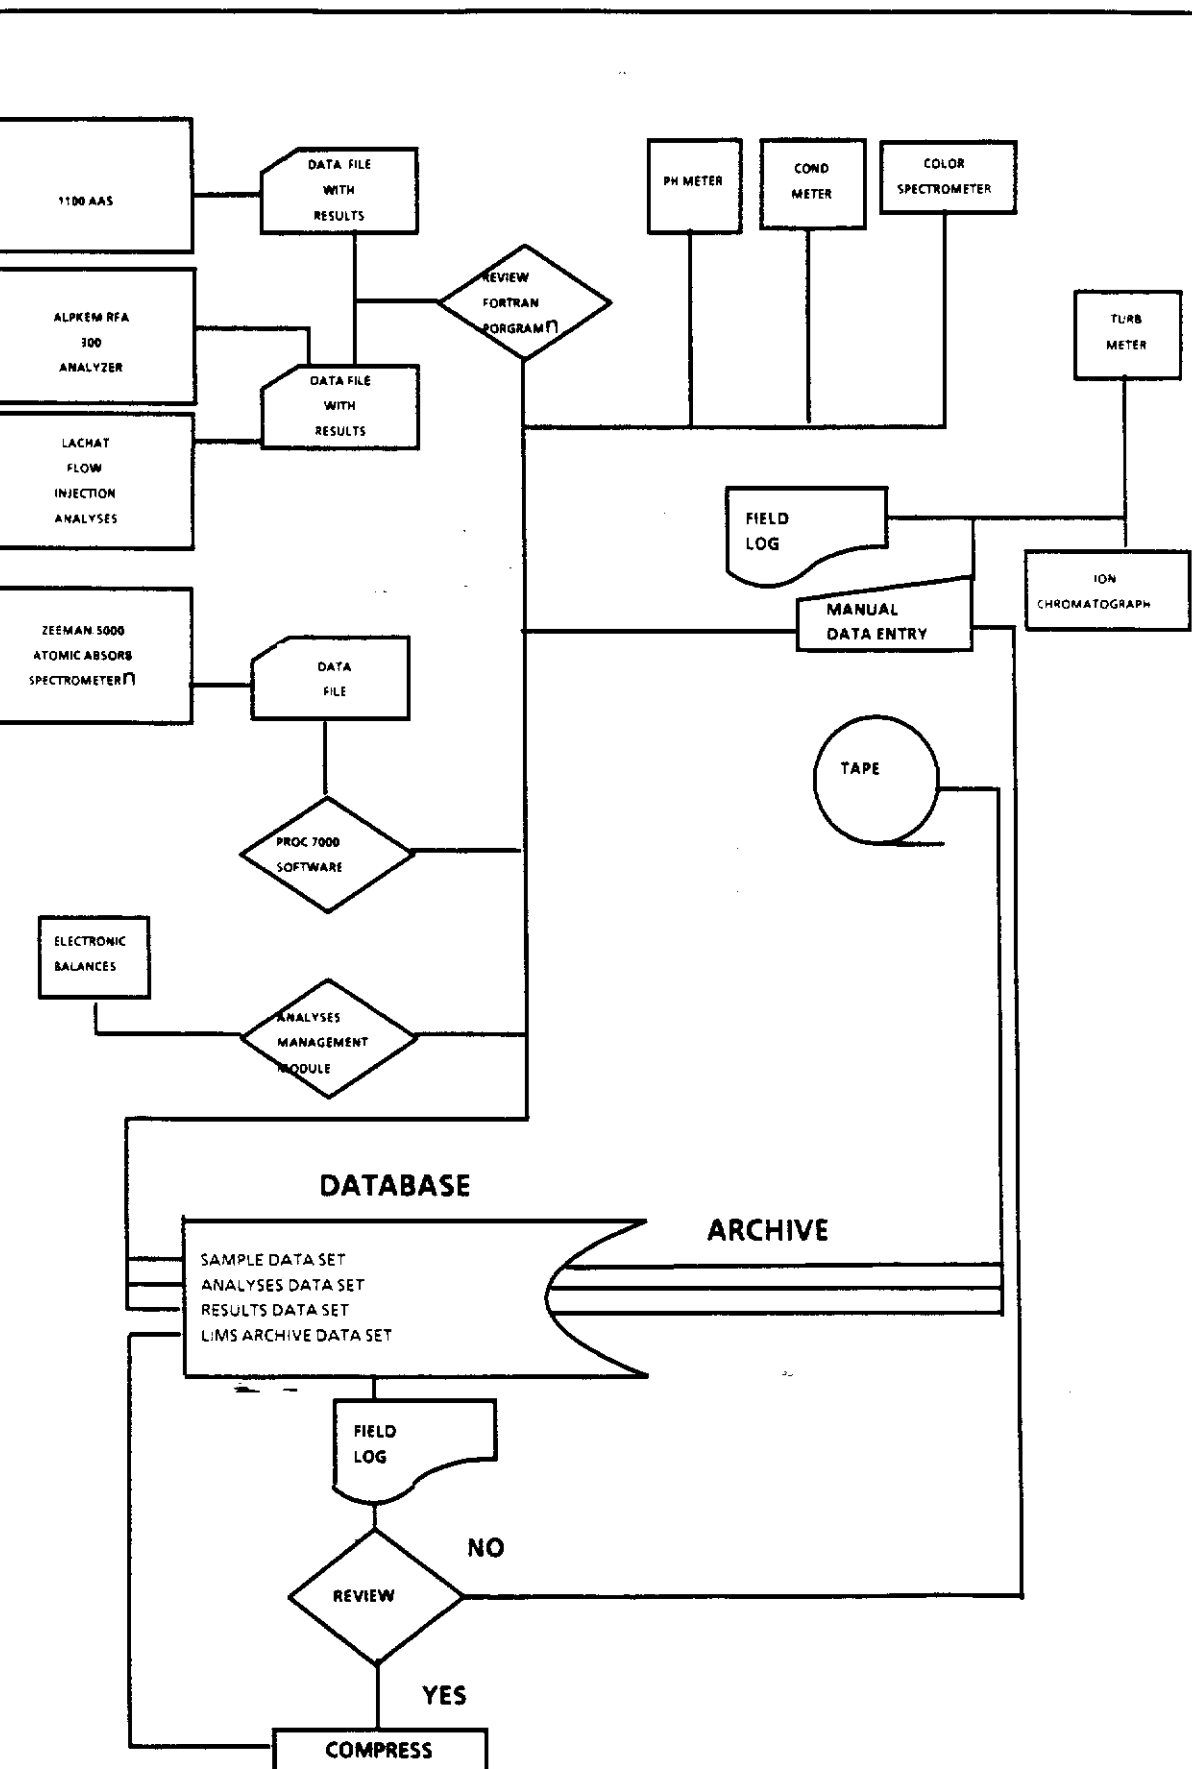 1100 AAS
DATA FILE
WITH
RESULTS
PH METER
COND
METER
COLOR
SPECTROMETER
REVIEW
FORTRAN
PORGRAMn
ALPKEM RFA
300
ANALYZER
TURB
METER
DATA FILE
WITH
RESULTS
LACHAT
FLOW
INJECTION
ANALYSES
FIELD
LOG
ION
CHROMATOGRAPH
MANUAL
DATA ENTRY
ZEEMAN 5000
ATOMIC ABSORB
SPECTROMETERn
DATA
FILE
TAPE
PROC 7000
SOFTWARE
ELECTRONIC
BALANCES
ANALYSES
MANAGEMENT
MODULE
DATABASE
ARCHIVE
SAMPLE DATA SET
ANALYSES DATA SET
RESULTS DATA SET
LIMS ARCHIVE DATA SET
FIELD
LOG
NO
REVIEW
YES
COMPRESS